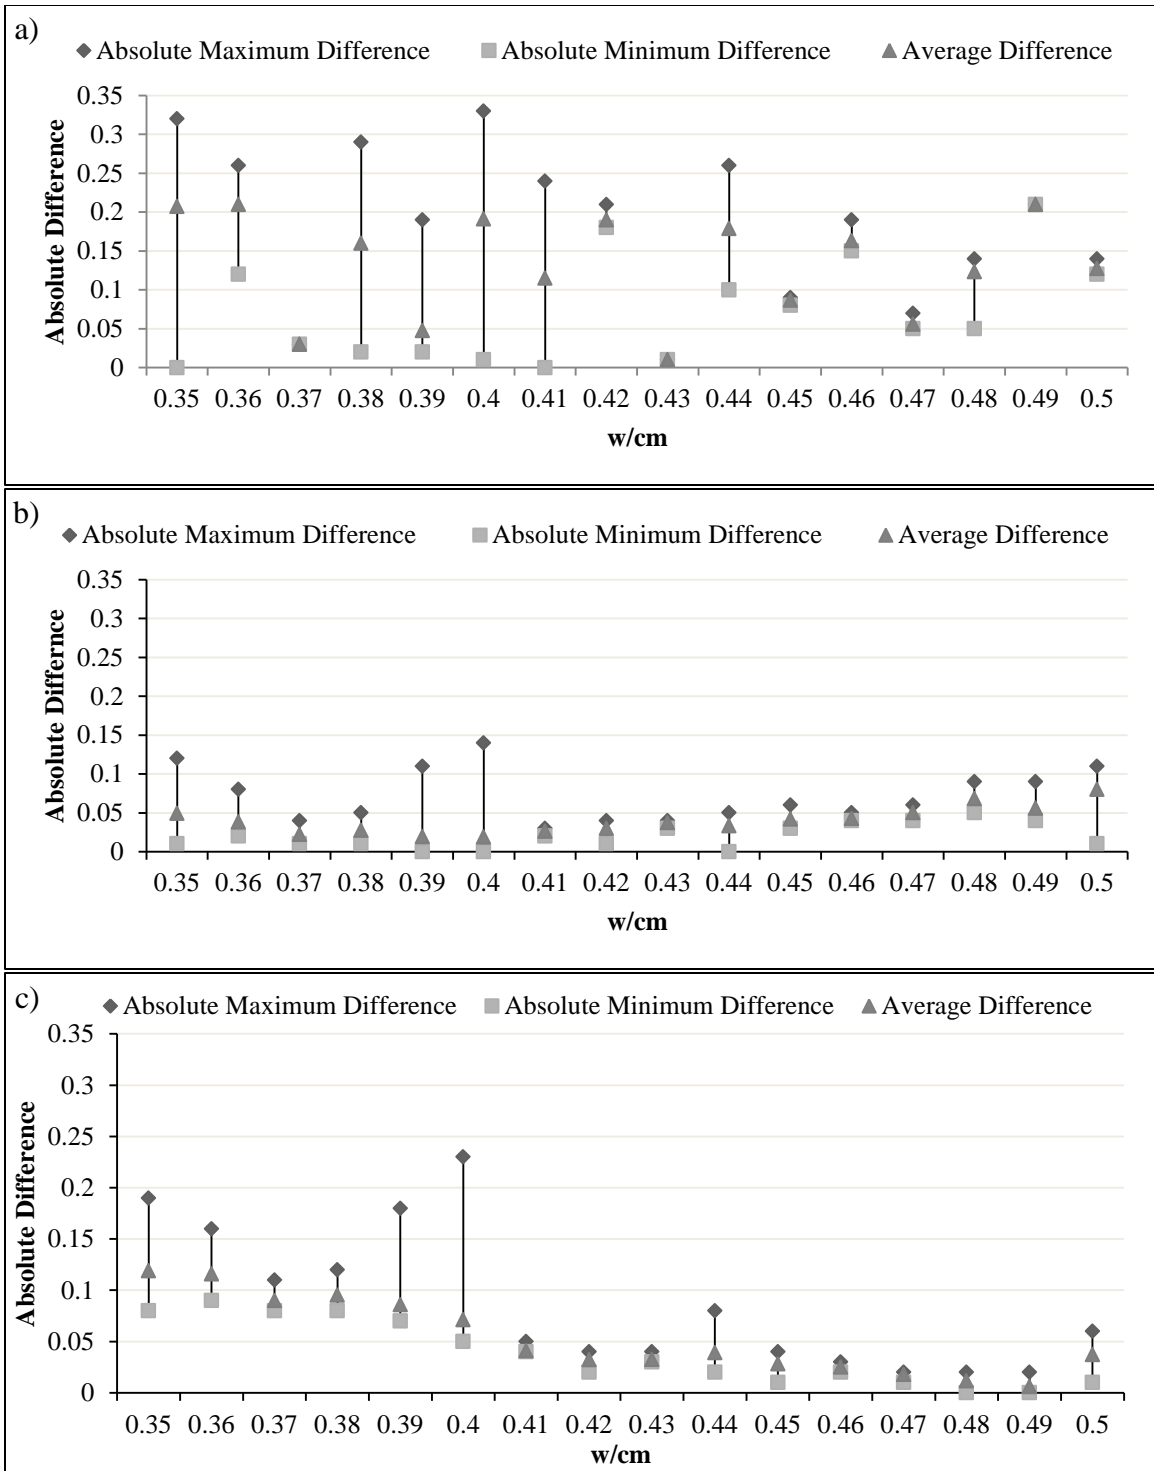 a)
Absolute Maximum Difference Absolute Minimum Difference Average Difference
0.35
0.3
0.25
0.2
0.15
0.1
0.05
0
Absolute Difference
0.35 0.36 0.37 0.38 0.39 0.4 0.41 0.42 0.43 0.44 0.45 0.46 0.47 0.48 0.49 0.5
w/cm
b)
Absolute Maximum Difference Absolute Minimum Difference Average Difference
0.35
0.3
0.25
0.2
0.15
0.1
0.05
0
Absolute Differnce
0.35 0.36 0.37 0.38 0.39 0.4 0.41 0.42 0.43 0.44 0.45 0.46 0.47 0.48 0.49 0.5
w/cm
c)
Absolute Maximum Difference Absolute Minimum Difference Average Difference
0.35
0.3
0.25
0.2
0.15
0.1
0.05
0
Absolute Difference
0.35 0.36 0.37 0.38 0.39 0.4 0.41 0.42 0.43 0.44 0.45 0.46 0.47 0.48 0.49 0.5
w/cm